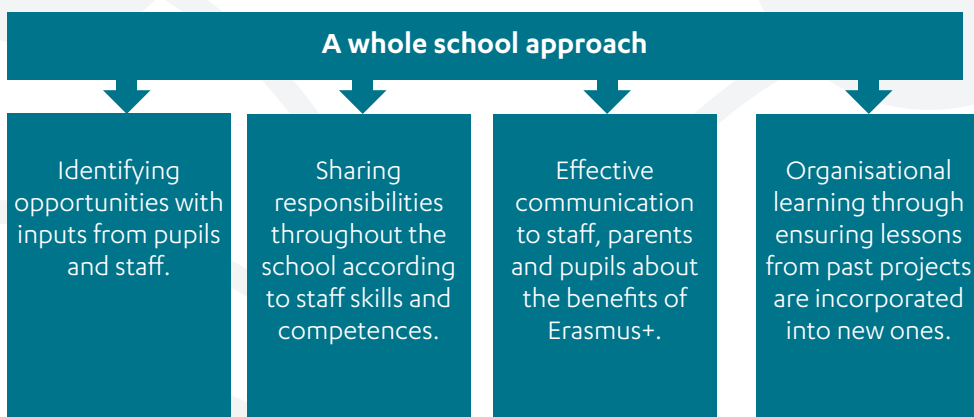 A whole school approach
Identifying
opportunities with
inputs from pupils
and staff.
Sharing
responsibilities
throughout the
school according
to staff skills and
competences.
Effective
communication
to staff, parents
and pupils about
the benefits of
Erasmus+.
Organisational
learning through
ensuring lessons
from past projects
are incorporated
into new ones.